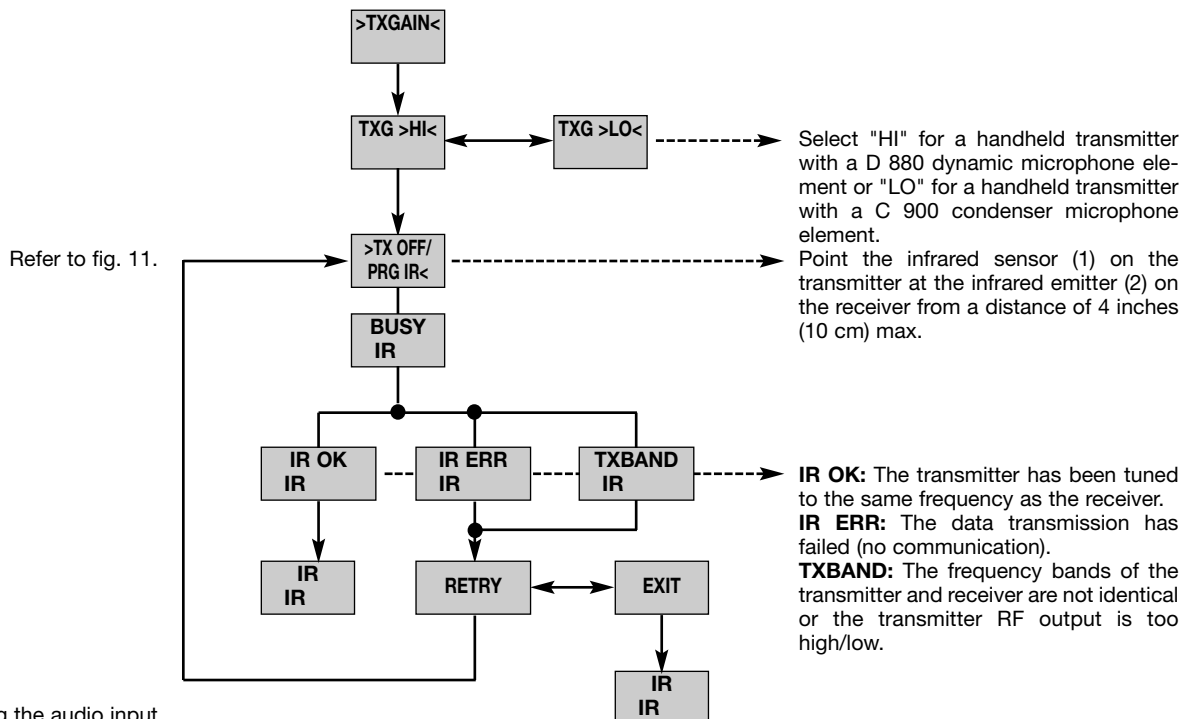 >TXGAIN<
TXG >HI<
TXG >LO<
Select "HI" for a handheld transmitter
with a D 880 dynamic microphone ele-
ment or "LO" for a handheld transmitter
with a C 900 condenser microphone
element.
Refer to fig. 11.
>TX OFF/
PRG IR<
Point the infrared sensor (1) on the
transmitter at the infrared emitter (2) on
the receiver from a distance of 4 inches
(10 cm) max.
BUSY
IR
IR OK
IR
IR ERR
IR
TXBAND
IR
IR OK: The transmitter has been tuned
to the same frequency as the receiver.
IR ERR: The data transmission has
failed (no communication).
TXBAND: The frequency bands of the
transmitter and receiver are not identical
or the transmitter RF output is too
high/low.
IR
IR
RETRY
EXIT
IR
IR
the audio input